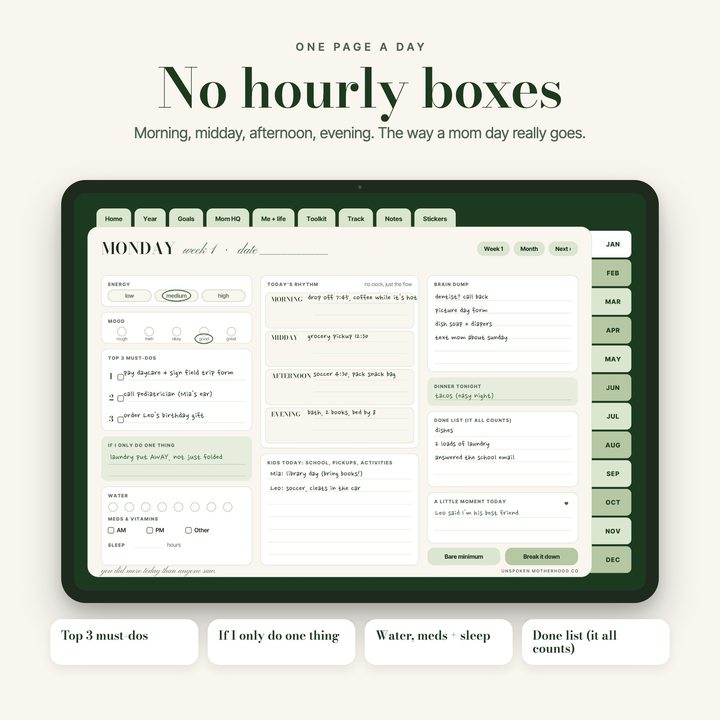 ONE PAGE A DAY
No hourly boxes
Morning, midday, afternoon, evening. The way a mom day really goes.
Home Year Goals Mom HQ Me + life Toolkit Track Notes Stickers
MONDAY week 1 · date
Week 1 Month Next ›
ENERGY
low medium high
MOOD
rough meh okay good great
TOP 3 MUST-DOS
1 pay daycare + sign field trip form
2 call pediatrician (Mia's ear)
3 order Leo's birthday gift
IF I ONLY DO ONE THING
laundry put AWAY, not just folded
WATER
MEDS & VITAMINS
AM PM Other
SLEEP hours
you did more today than anyone saw.
TODAY'S RHYTHM no clock, just the flow
MORNING drop off 7:45, coffee while it's hot
MIDDAY grocery pickup 12:30
AFTERNOON soccer 4:30, pack snack bag
EVENING bath, 2 books, bed by 8
KIDS TODAY: SCHOOL, PICKUPS, ACTIVITIES
Mia: library day (bring books!)
Leo: soccer, cleats in the car
BRAIN DUMP
dentist? call back
picture day form
dish soap + diapers
text mom about sunday
DINNER TONIGHT
tacos (easy night)
DONE LIST (IT ALL COUNTS)
dishes
2 loads of laundry
answered the school email
A LITTLE MOMENT TODAY
Leo said i'm his best friend
Bare minimum Break it down
UNSPOKEN MOTHERHOOD CO
JAN
FEB
MAR
APR
MAY
JUN
JUL
AUG
SEP
OCT
NOV
DEC
Top 3 must-dos
If I only do one thing
Water, meds + sleep
Done list (it all
counts)